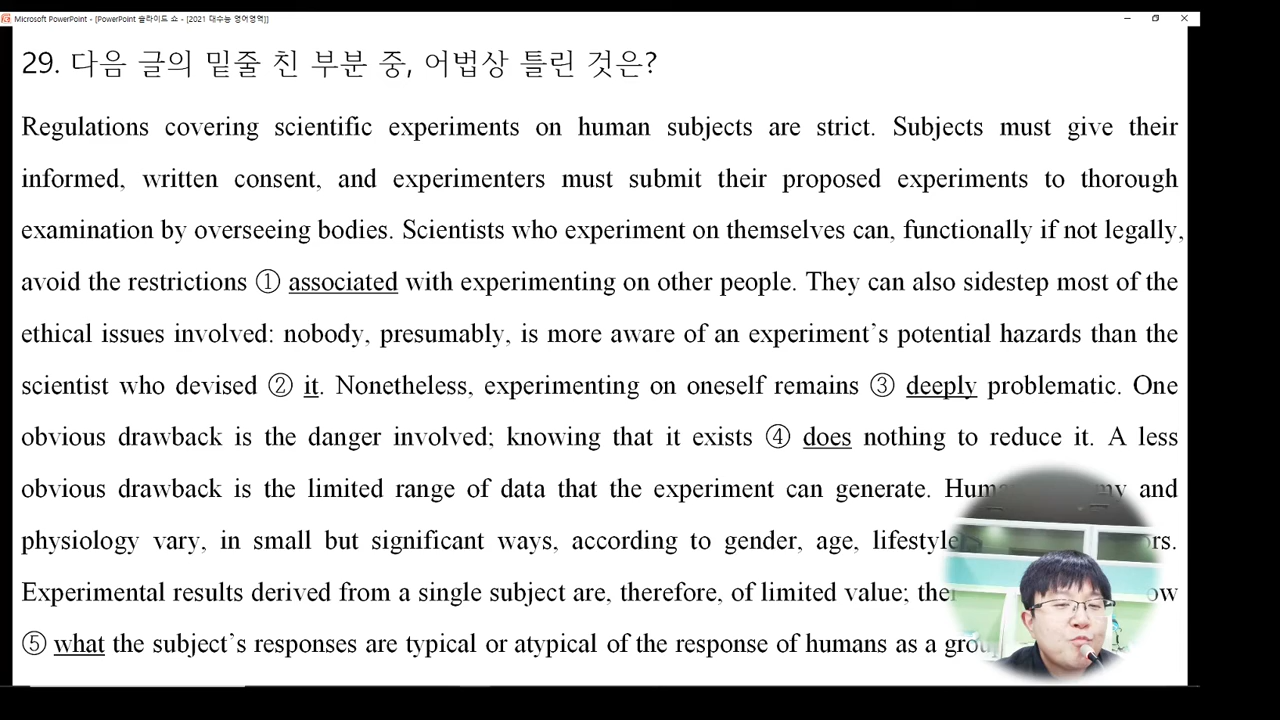 Microsoft PowerPoint - [PowerPoint 슬라이드 쇼 - [2021 대수능 영어영역]]
29. 다음 글의 밑줄 친 부분 중, 어법상 틀린 것은?
Regulations covering scientific experiments on human subjects are strict. Subjects must give their
informed, written consent, and experimenters must submit their proposed experiments to thorough
examination by overseeing bodies. Scientists who experiment on themselves can, functionally if not legally,
avoid the restrictions ① associated with experimenting on other people. They can also sidestep most of the
ethical issues involved: nobody, presumably, is more aware of an experiment's potential hazards than the
scientist who devised ② it. Nonetheless, experimenting on oneself remains ③ deeply problematic. One
obvious drawback is the danger involved; knowing that it exists ④ does nothing to reduce it. A less
obvious drawback is the limited range of data that the experiment can generate. and
physiology vary, in small but significant ways, according to gender, age,
Experimental results derived from a single subject are, therefore, of limited value;
⑤ what the subject's responses are typical or atypical of the response of humans as a